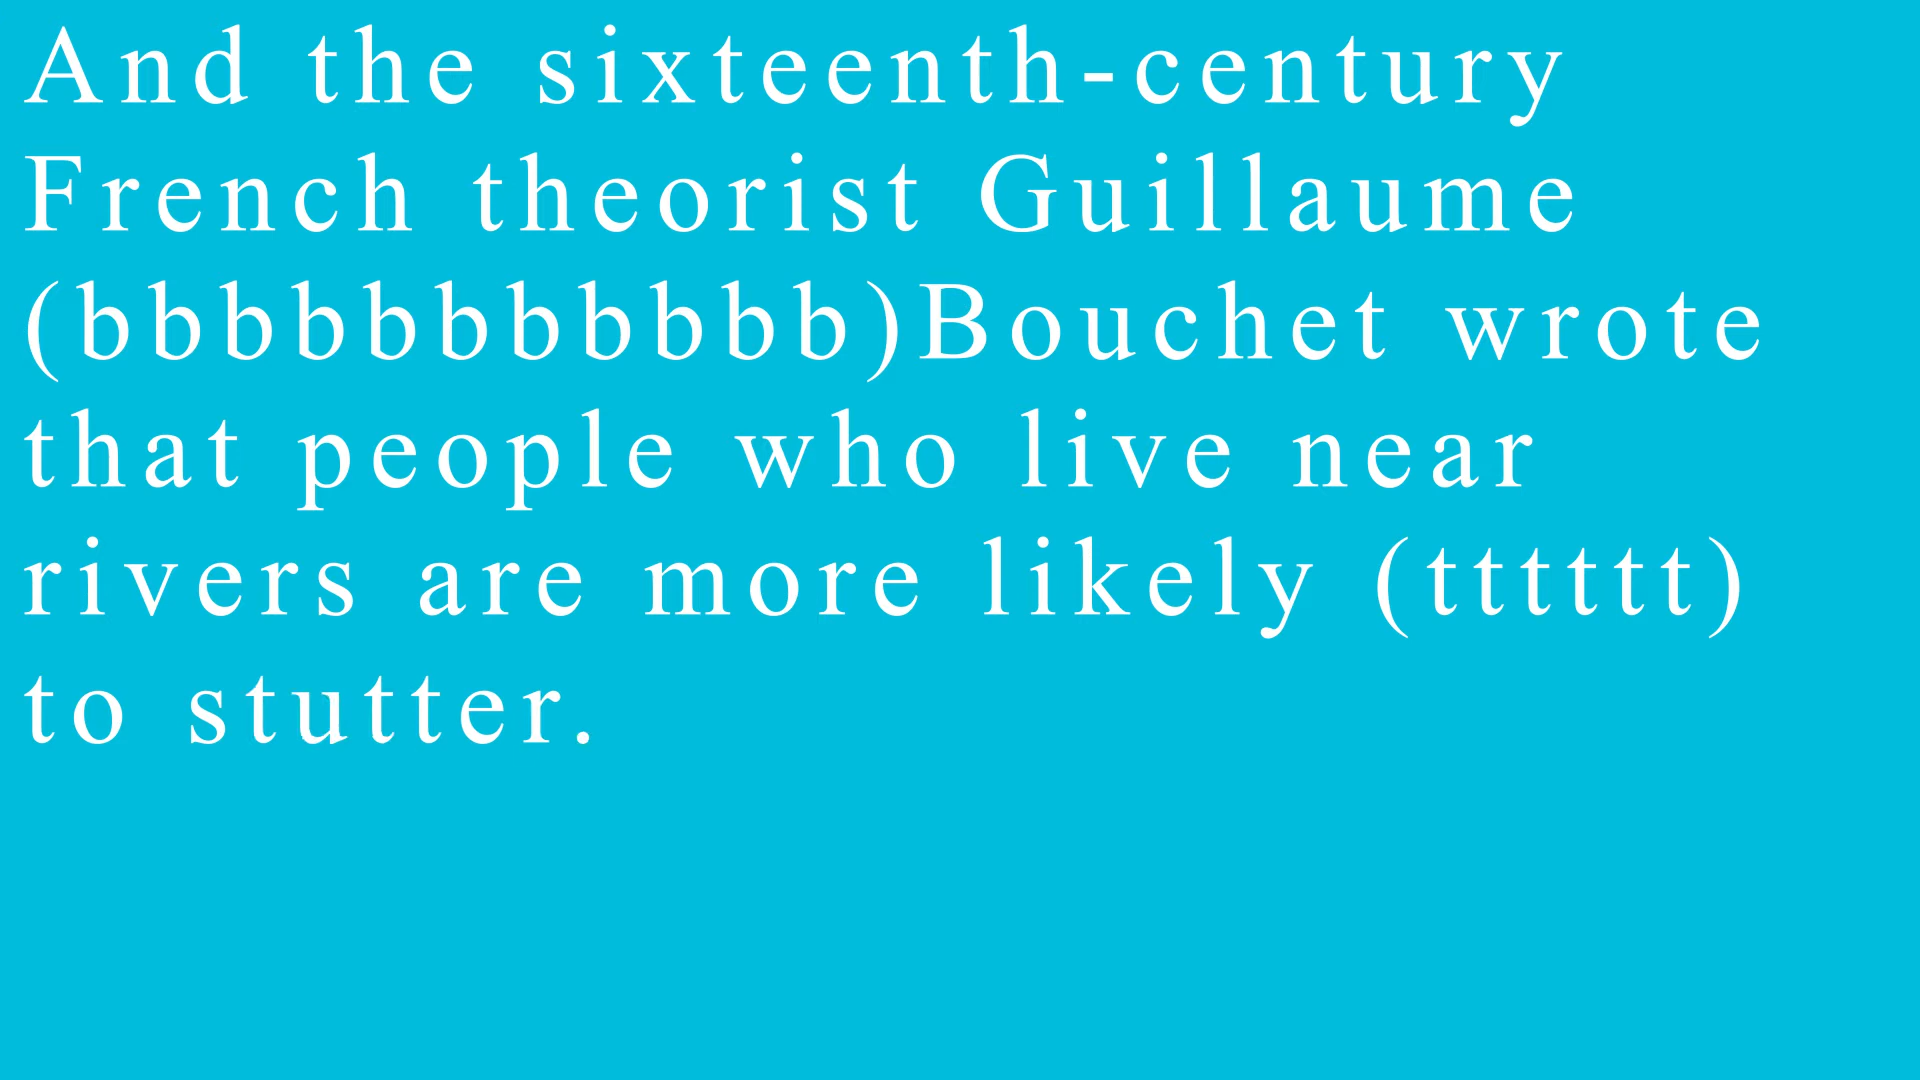 And the sixteenth-century
French theorist Guillaume
(bbbbbbbbbbb)Bouchet wrote
that people who live near
rivers are more likely (tttttt)
to stutter.